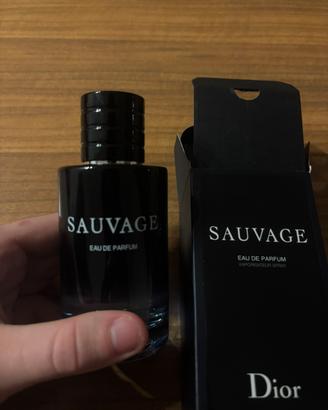 SAUVAGE
EAU DE PARFUM
SAUVAGE
EAU DE PARFUM
VAPORISATEUR SPRAY
Dior